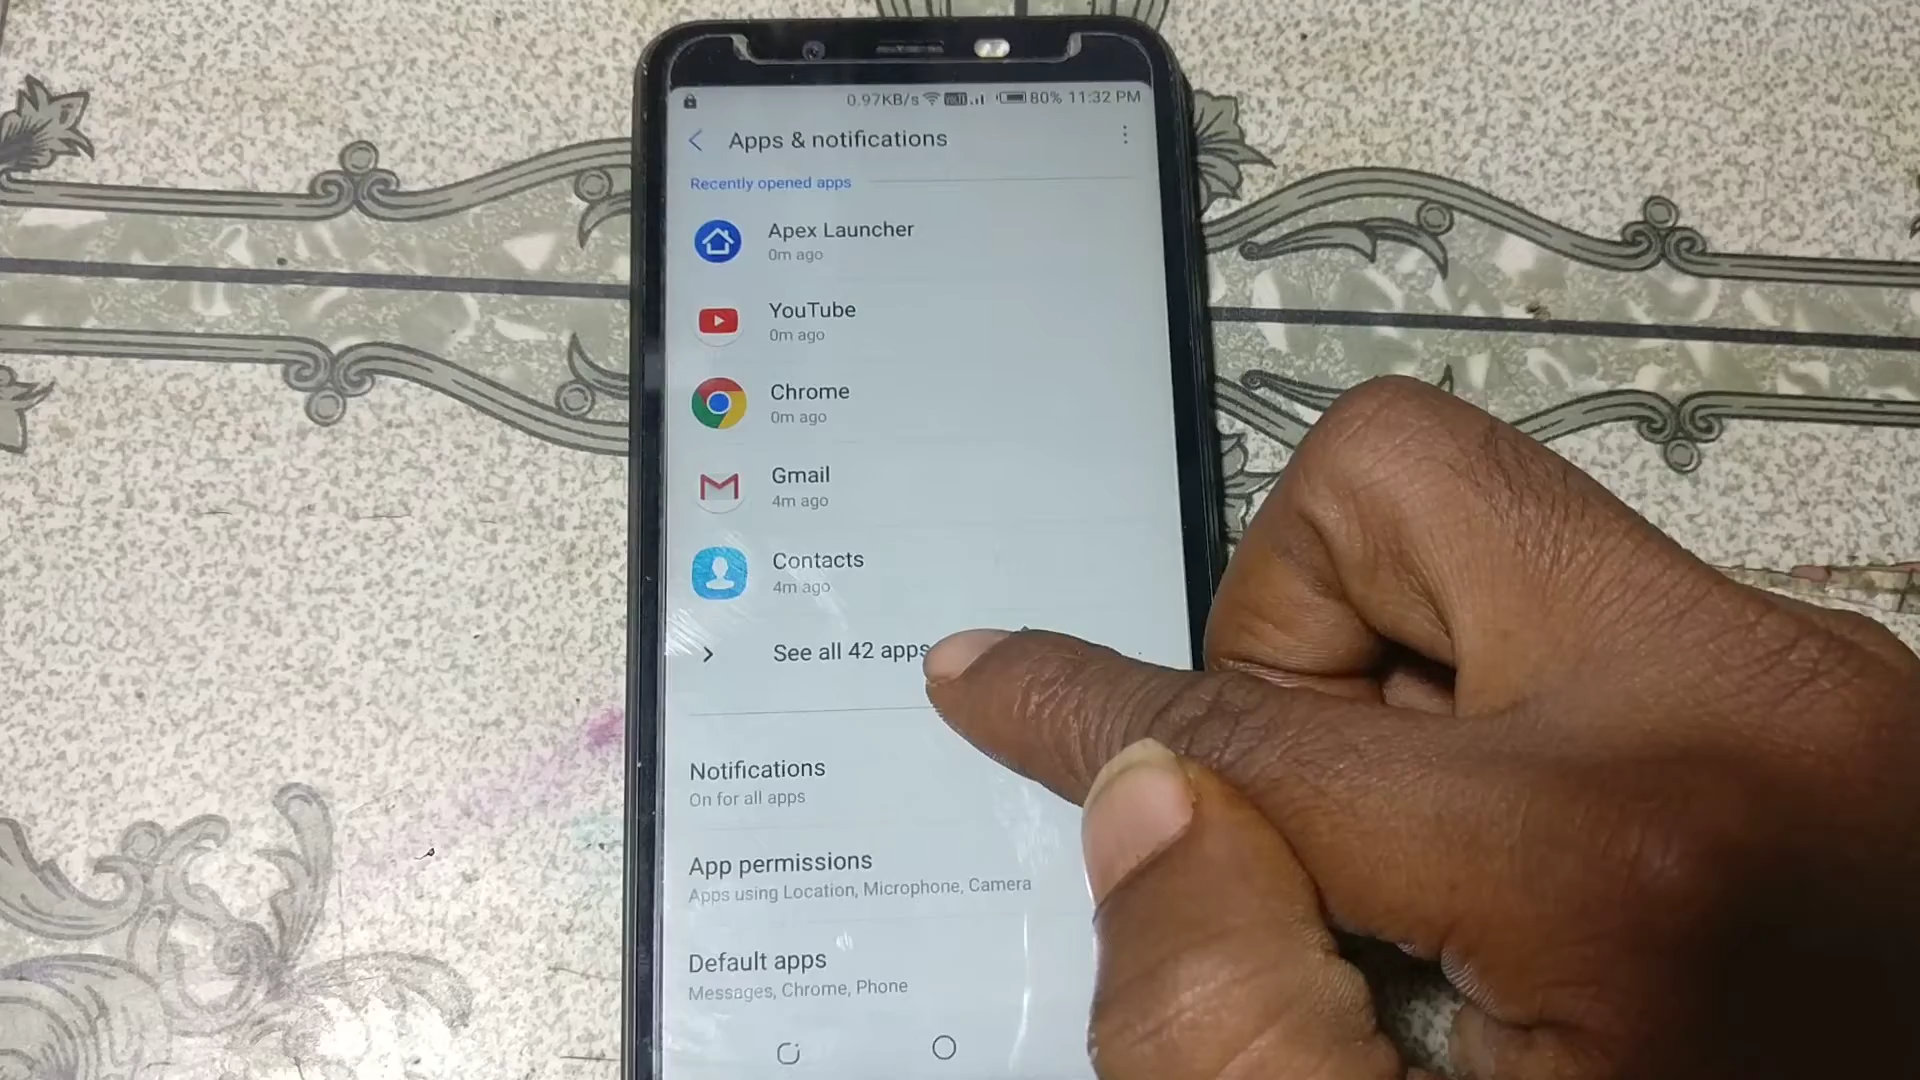 0.97KB/s VoLTE 80% 11:32 PM
Apps & notifications
Recently opened apps
Apex Launcher
0m ago
YouTube
0m ago
Chrome
0m ago
Gmail
4m ago
Contacts
4m ago
See all 42 apps
Notifications
On for all apps
App permissions
Apps using Location, Microphone, Camera
Default apps
Messages, Chrome, Phone